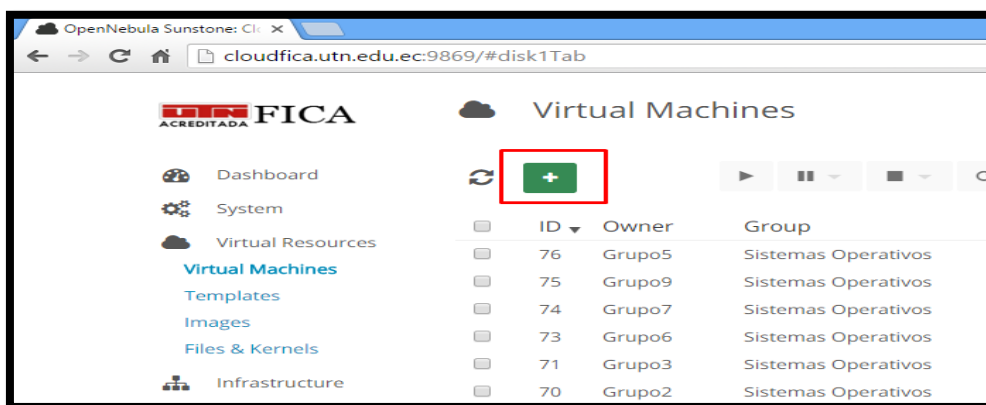 OpenNebula Sunstone: Cl
cloudfica.utn.edu.ec:9869/#disk1Tab
UTN FICA
ACREDITADA
Virtual Machines
Dashboard
System
Virtual Resources
Virtual Machines
Templates
Images
Files & Kernels
Infrastructure
ID Owner Group
76 Grupo5 Sistemas Operativos
75 Grupo9 Sistemas Operativos
74 Grupo7 Sistemas Operativos
73 Grupo6 Sistemas Operativos
71 Grupo3 Sistemas Operativos
70 Grupo2 Sistemas Operativos